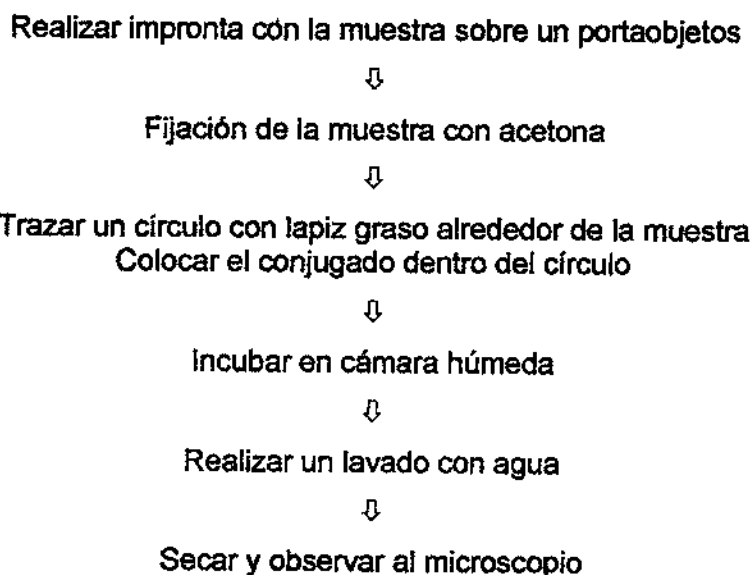 Realizar impronta cón la muestra sobre un portaobjetos
⇩
Fijación de la muestra con acetona
⇩
Trazar un círculo con lapiz graso alrededor de la muestra
Colocar el conjugado dentro del círculo
⇩
Incubar en cámara húmeda
⇩
Realizar un lavado con agua
⇩
Secar y observar al microscopio